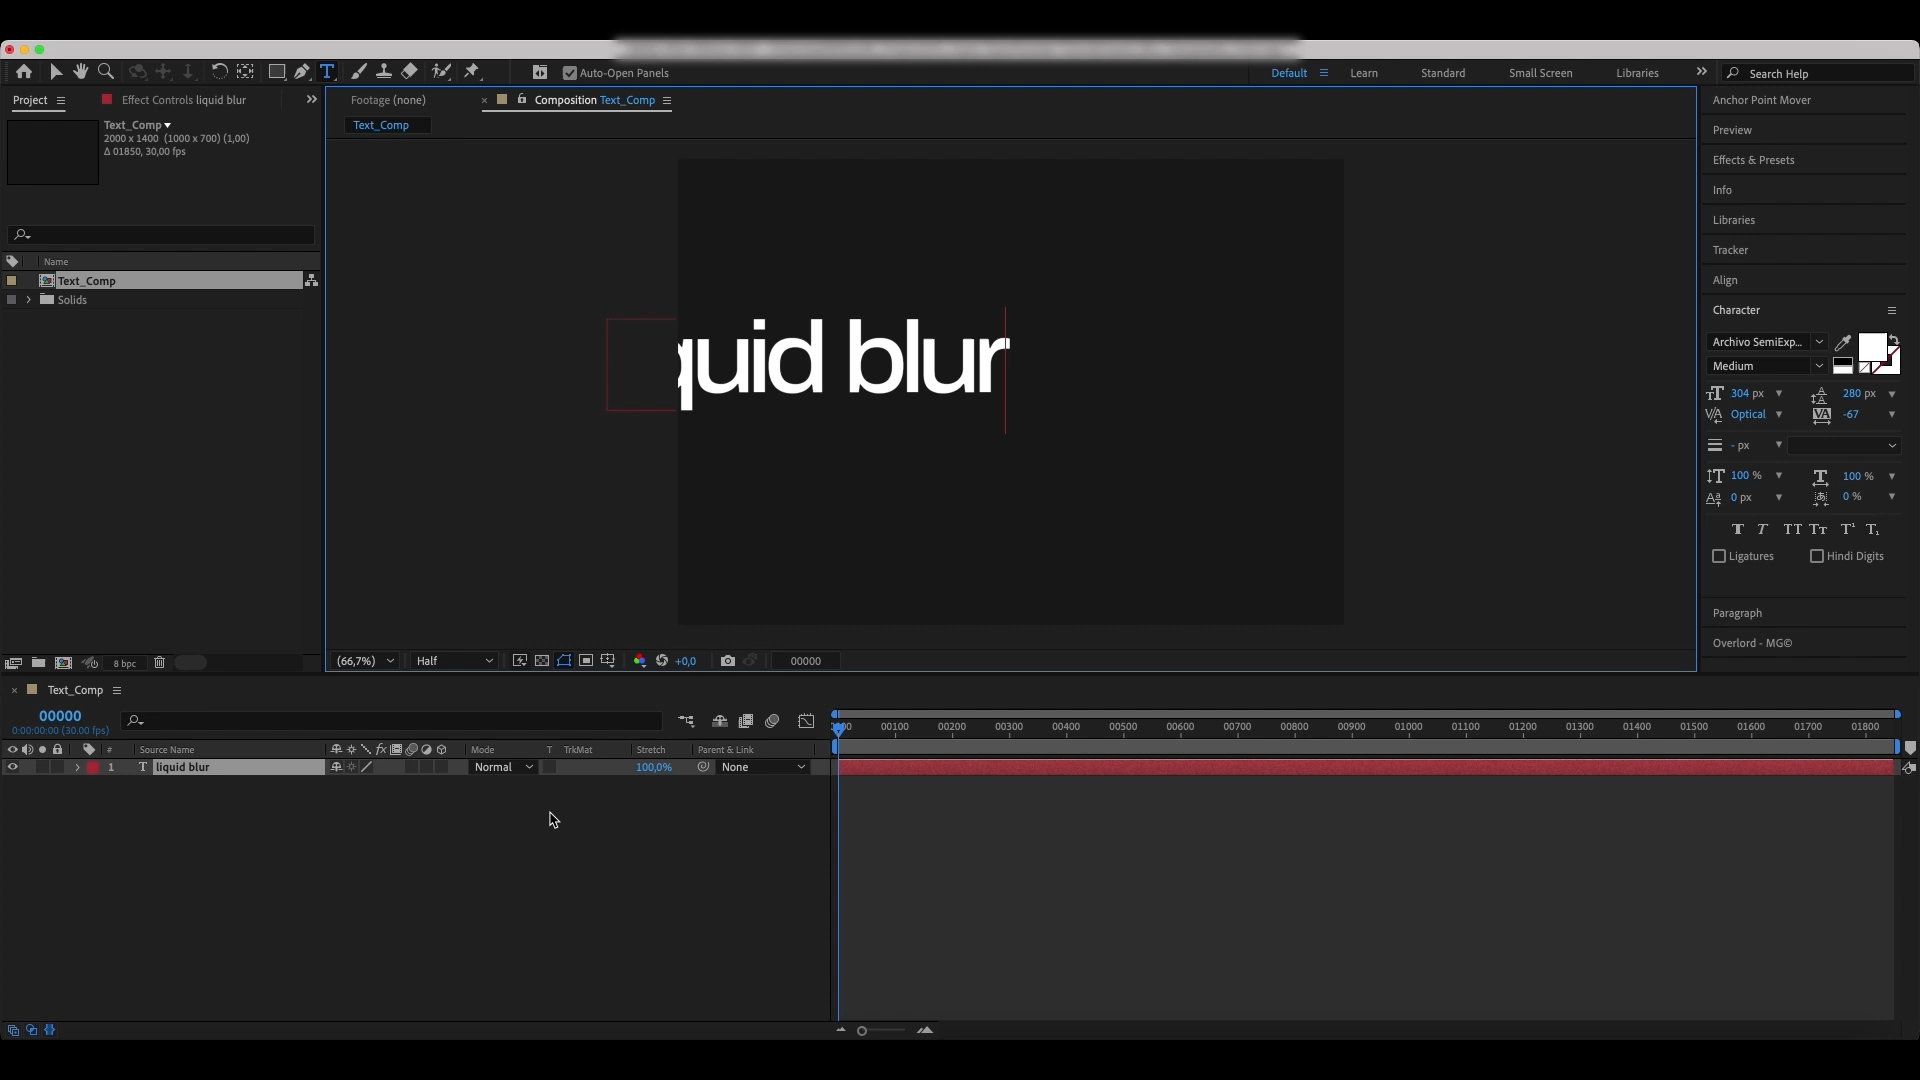 Auto-Open Panels
Default
Learn
Standard
Small Screen
Libraries
Search Help
Project
Effect Controls liquid blur
Footage (none)
Composition Text_Comp
Text_Comp
Text_Comp
2000 x 1400 (1000 x 700) (1,00)
Δ 01850, 30,00 fps
Name
Text_Comp
Solids
8 bpc
quid blur
(66,7%)
Half
+0,0
00000
Anchor Point Mover
Preview
Effects & Presets
Info
Libraries
Tracker
Align
Character
Archivo SemiExp...
Medium
304 px
280 px
Optical
-67
- px
100 %
100 %
0 px
0 %
Ligatures
Hindi Digits
Paragraph
Overlord - MG©
Text_Comp
00000
0:00:00:00 (30.00 fps)
# Source Name
Mode
T TrkMat
Stretch
Parent & Link
00100 00200 00300 00400 00500 00600 00700 00800 00900 01000 01100 01200 01300 01400 01500 01600 01700 01800
1 T liquid blur
Normal
100,0%
None